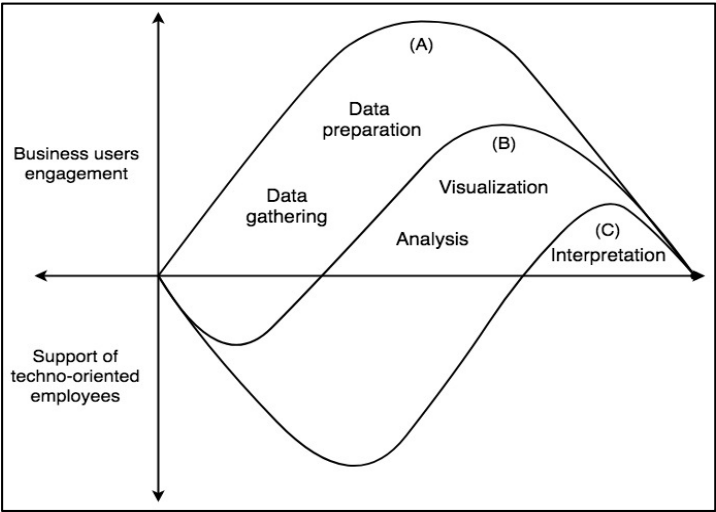 (A)
Data
preparation
Business users
engagement
(B)
Visualization
Data
gathering
Analysis
(C)
Interpretation
Support of
techno-oriented
employees